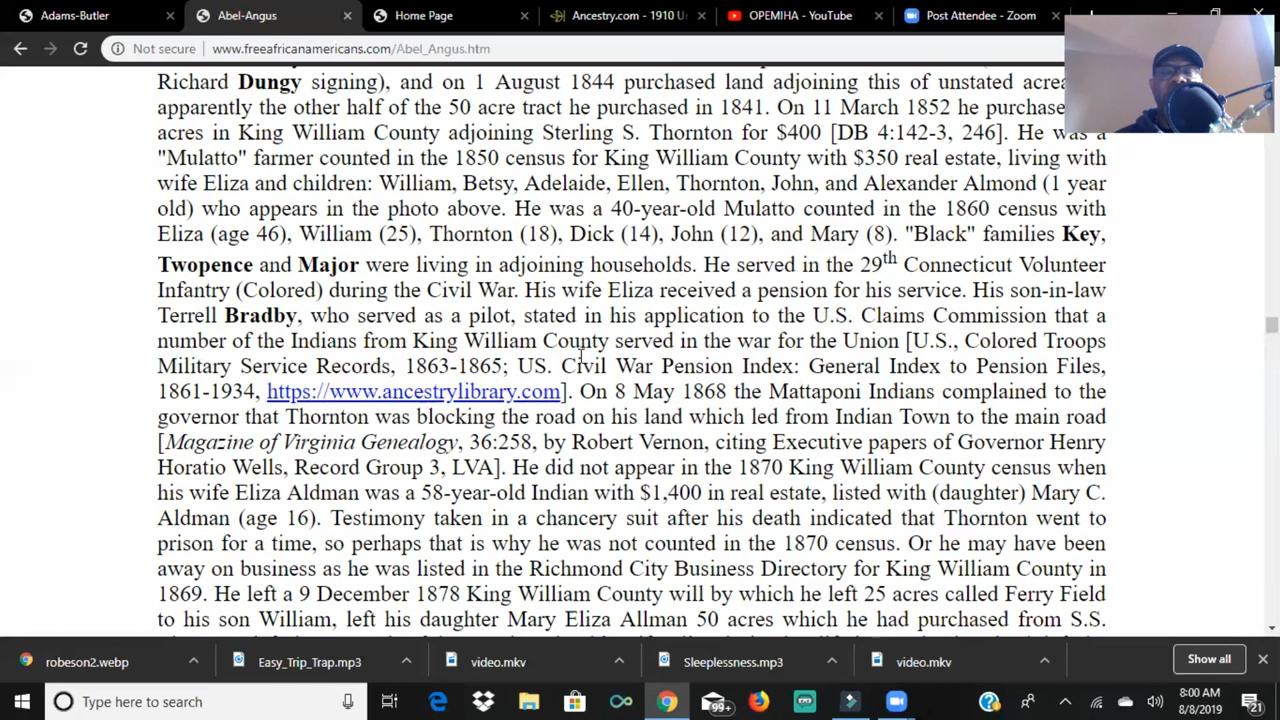 Adams-Butler
Abel-Angus
Home Page
Ancestry.com - 1910 U
OPEMIHA - YouTube
Post Attendee - Zoom
Not secure
www.freeafricanamericans.com/Abel_Angus.htm
Richard Dungy signing), and on 1 August 1844 purchased land adjoining this of unstated
apparently the other half of the 50 acre tract he purchased in 1841. On 11 March 1852 he
acres in King William County adjoining Sterling S. Thornton for $400 [DB 4:142-3, 246]. He was a
"Mulatto" farmer counted in the 1850 census for King William County with $350 real estate, living with
wife Eliza and children: William, Betsy, Adelaide, Ellen, Thornton, John, and Alexander Almond (1 year
old) who appears in the photo above. He was a 40-year-old Mulatto counted in the 1860 census with
Eliza (age 46), William (25), Thornton (18), Dick (14), John (12), and Mary (8). "Black" families Key,
Twopence and Major were living in adjoining households. He served in the 29th Connecticut Volunteer
Infantry (Colored) during the Civil War. His wife Eliza received a pension for his service. His son-in-law
Terrell Bradby, who served as a pilot, stated in his application to the U.S. Claims Commission that a
number of the Indians from King William County served in the war for the Union [U.S., Colored Troops
Military Service Records, 1863-1865; US. Civil War Pension Index: General Index to Pension Files,
1861-1934, https://www.ancestrylibrary.com]. On 8 May 1868 the Mattaponi Indians complained to the
governor that Thornton was blocking the road on his land which led from Indian Town to the main road
[Magazine of Virginia Genealogy, 36:258, by Robert Vernon, citing Executive papers of Governor Henry
Horatio Wells, Record Group 3, LVA]. He did not appear in the 1870 King William County census when
his wife Eliza Aldman was a 58-year-old Indian with $1,400 in real estate, listed with (daughter) Mary C.
Aldman (age 16). Testimony taken in a chancery suit after his death indicated that Thornton went to
prison for a time, so perhaps that is why he was not counted in the 1870 census. Or he may have been
away on business as he was listed in the Richmond City Business Directory for King William County in
1869. He left a 9 December 1878 King William County will by which he left 25 acres called Ferry Field
to his son William, left his daughter Mary Eliza Allman 50 acres which he had purchased from S.S.
robeson2.webp
Easy_Trip_Trap.mp3
video.mkv
Sleeplessness.mp3
video.mkv
Show all
Type here to search
99+
8:00 AM
8/8/2019
21